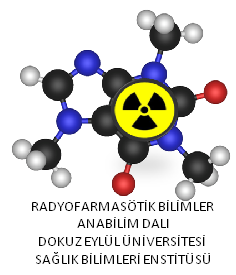 RADYOFARMASÖTİK BİLİMLER
ANABİLİM DALI
DOKUZ EYLÜL ÜNİVERSİTESİ
SAĞLIK BİLİMLERİ ENSTİTÜSÜ